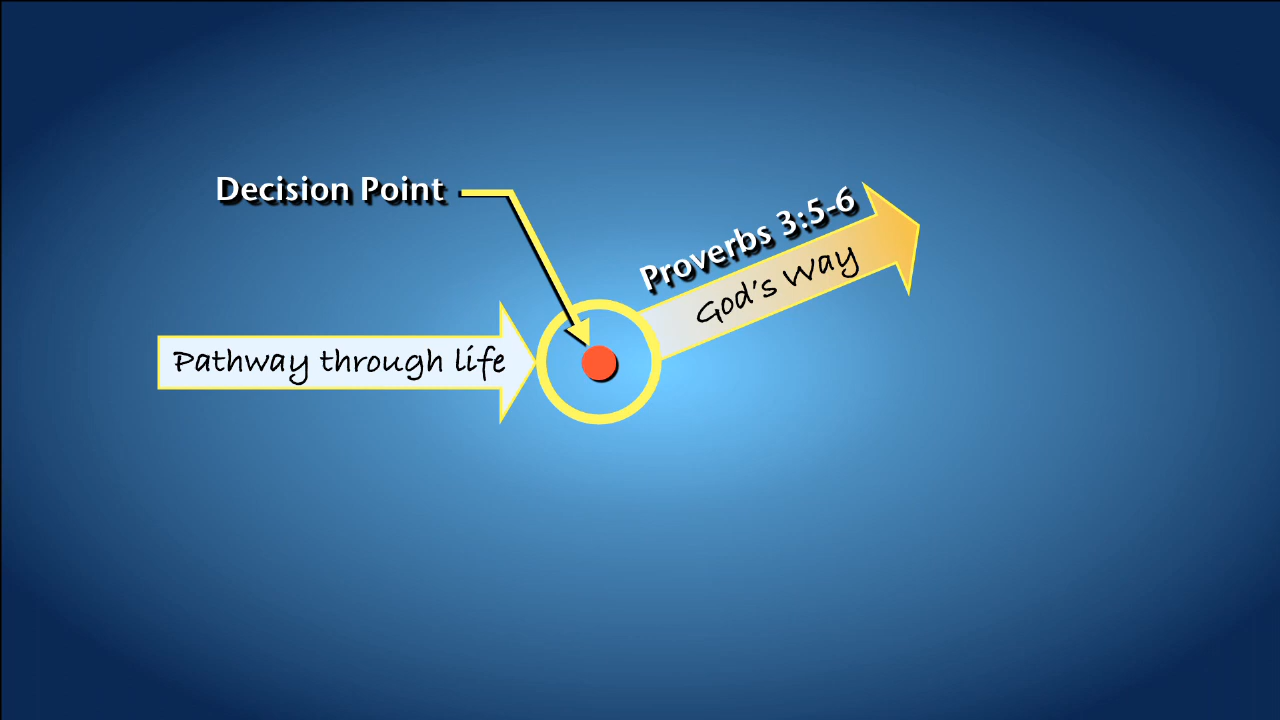 Decision Point
Proverbs 3:5-6
God's Way
Pathway through life